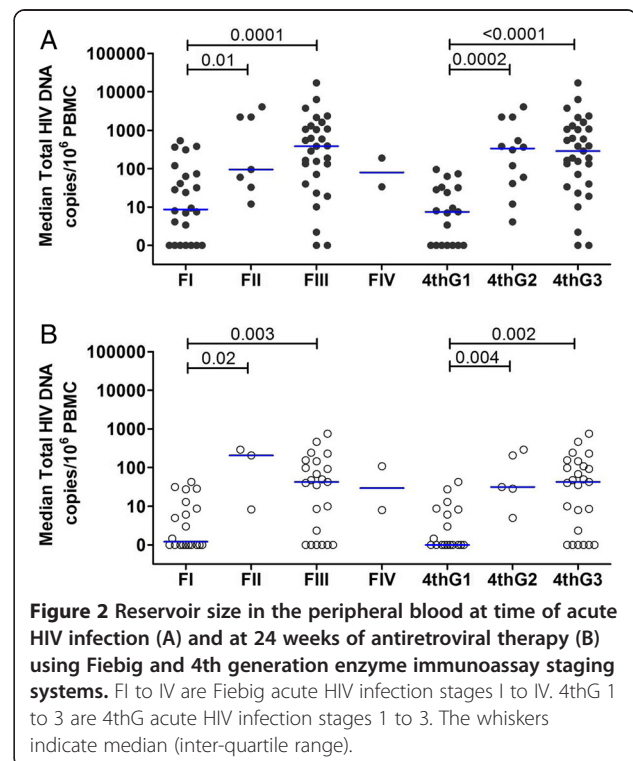 A
Median Total HIV DNA
copies/10⁶ PBMC
100000
10000
1000
100
10
0
0.0001
0.01
<0.0001
0.0002
FI FII FIII FIV 4thG1 4thG2 4thG3
B
Median Total HIV DNA
copies/10⁶ PBMC
100000
10000
1000
100
10
0
0.003
0.02
0.002
0.004
FI FII FIII FIV 4thG1 4thG2 4thG3
Figure 2 Reservoir size in the peripheral blood at time of acute
HIV infection (A) and at 24 weeks of antiretroviral therapy (B)
using Fiebig and 4th generation enzyme immunoassay staging
systems. FI to IV are Fiebig acute HIV infection stages I to IV. 4thG 1
to 3 are 4thG acute HIV infection stages 1 to 3. The whiskers
indicate median (inter-quartile range).